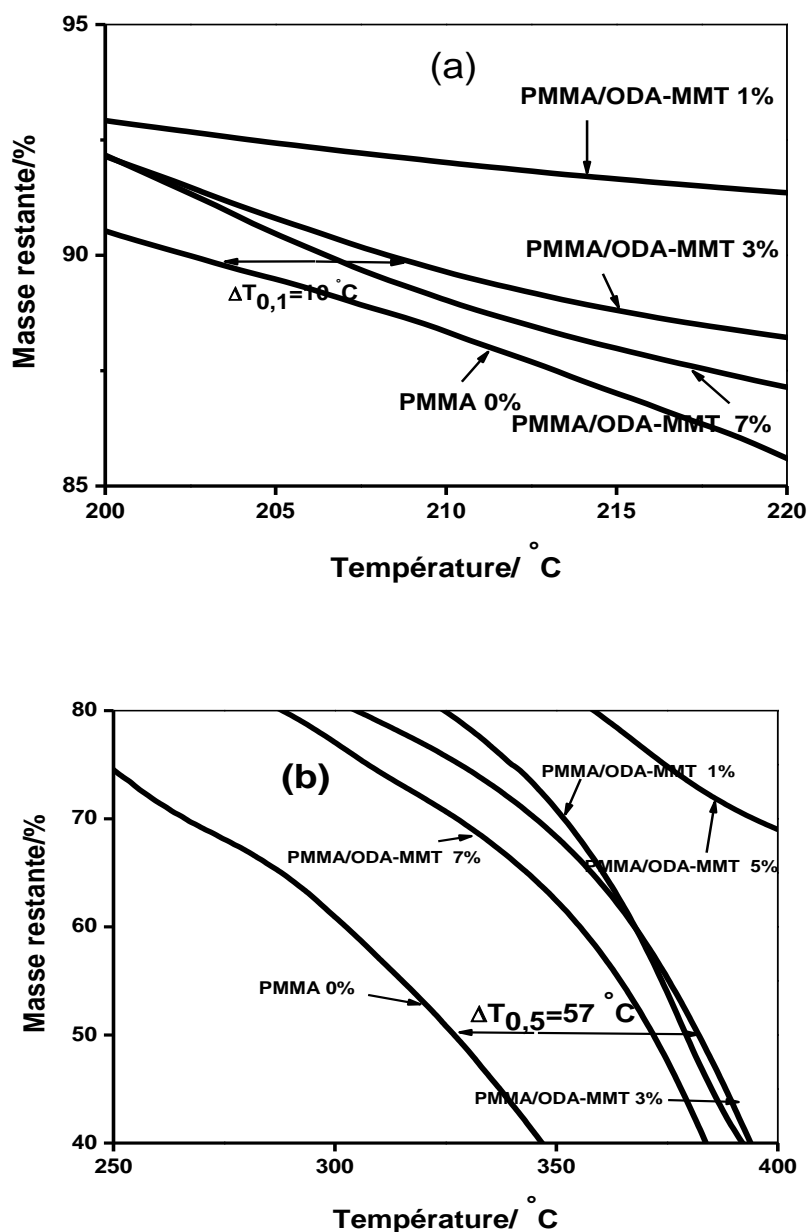 95
(a)
PMMA/ODA-MMT 1%
90
PMMA/ODA-MMT 3%
ΔT0,1=10 °C
PMMA 0%
PMMA/ODA-MMT 7%
85
200 205 210 215 220
Masse restante/%
Température/ °C
80
(b)
PMMA/ODA-MMT 1%
70
PMMA/ODA-MMT 7%
PMMA/ODA-MMT 5%
60
PMMA 0%
ΔT0,5=57 °C
50
PMMA/ODA-MMT 3%
40
250 300 350 400
Masse restante/%
Température/ °C